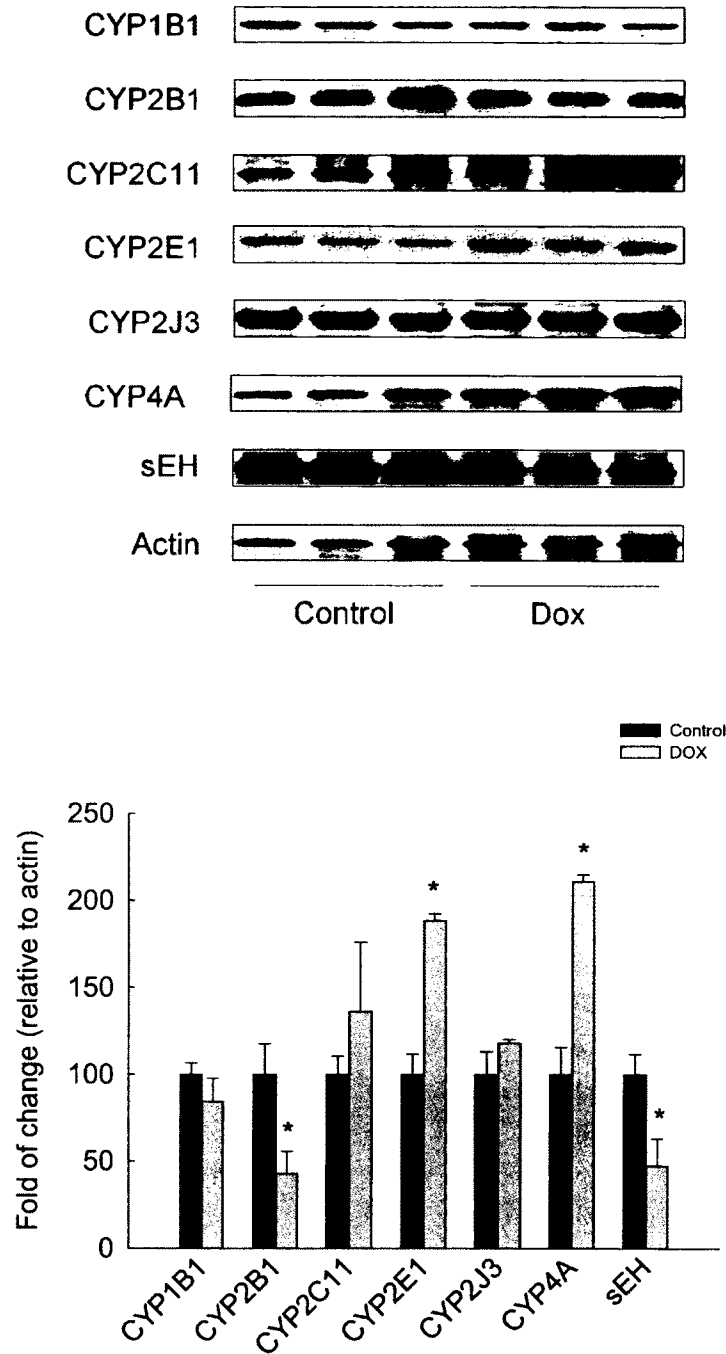 CYP1B1
CYP2B1
CYP2C11
CYP2E1
CYP2J3
CYP4A
sEH
Actin
Control Dox
Control
DOX
Fold of change (relative to actin)
250
200
150
100
50
0
* * * *
CYP1B1 CYP2B1 CYP2C11 CYP2E1 CYP2J3 CYP4A sEH